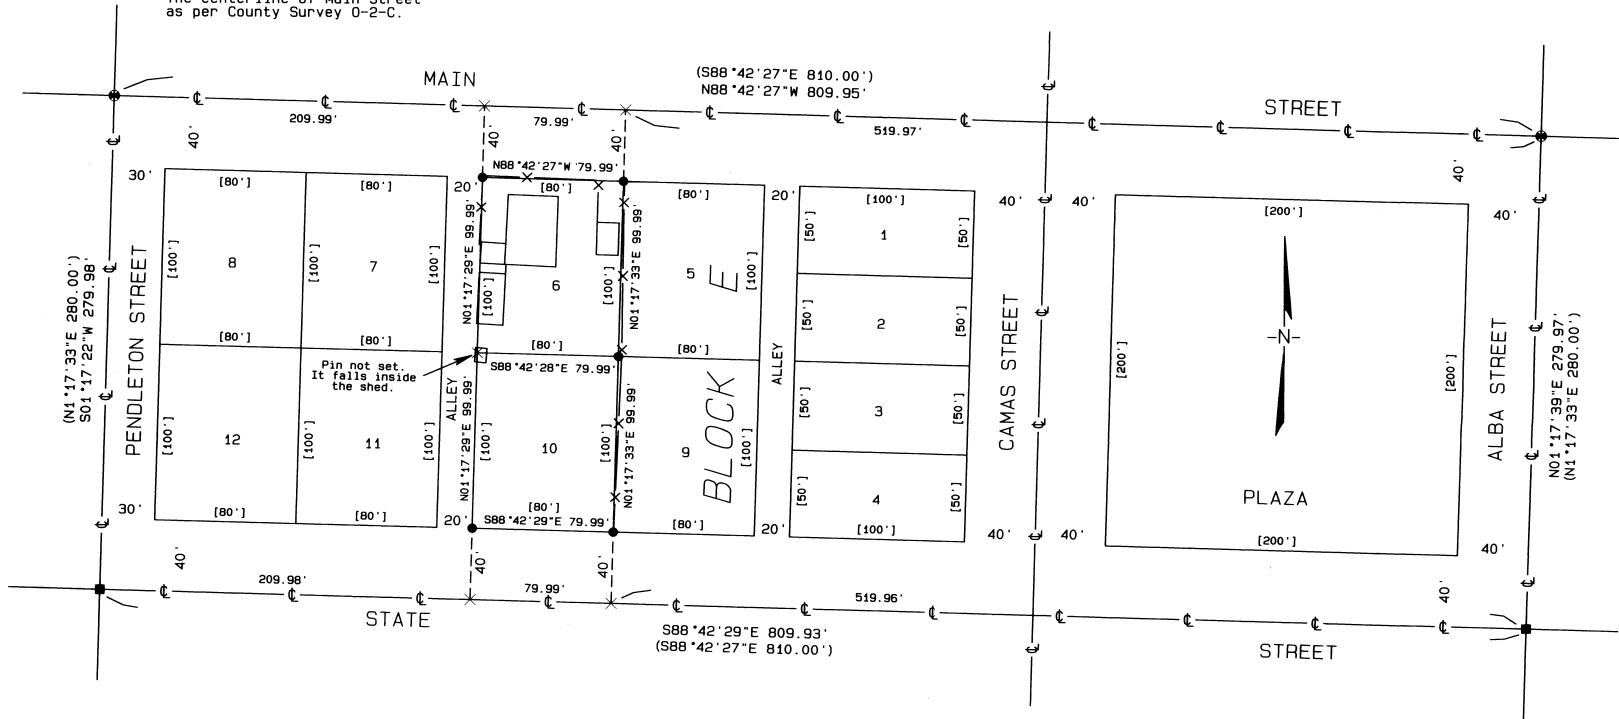 The centerline of Main Street
as per County Survey O-2-C.
MAIN
(S88°42'27"E 810.00')
N88°42'27"W 809.95'
STREET
209.99'
79.99'
519.97'
40'
40'
40'
40'
N88°42'27"W 79.99'
30'
[80']
[80']
20'
[80']
[80']
20'
[100']
40'
40'
[200']
40'
(N1°17'33"E 280.00')
S01°17'22"W 279.98'
PENDLETON STREET
[100']
8
[100']
7
[100']
N01°17'29"E 99.99'
[100']
6
[100']
N01°17'33"E 99.99'
5
E
[100']
[50']
1
[50']
[50']
2
[50']
[80']
[80']
[80']
[80']
S88°42'28"E 79.99'
Pin not set.
It falls inside
the shed.
ALLEY
ALLEY
CAMAS STREET
[200']
-N-
[200']
ALBA STREET
N01°17'39"E 279.97'
(N1°17'33"E 280.00')
[100']
12
[100']
11
[100']
N01°17'29"E 99.99'
[100']
10
[100']
N01°17'33"E 99.99'
9
BLOCK
[100']
[50']
3
[50']
[50']
4
[50']
PLAZA
30'
[80']
[80']
20'
S88°42'29"E 79.99'
[80']
[80']
20'
[100']
40'
40'
[200']
40'
40'
40'
40'
40'
209.98'
79.99'
519.96'
STATE
S88°42'29"E 809.93'
(S88°42'27"E 810.00')
STREET